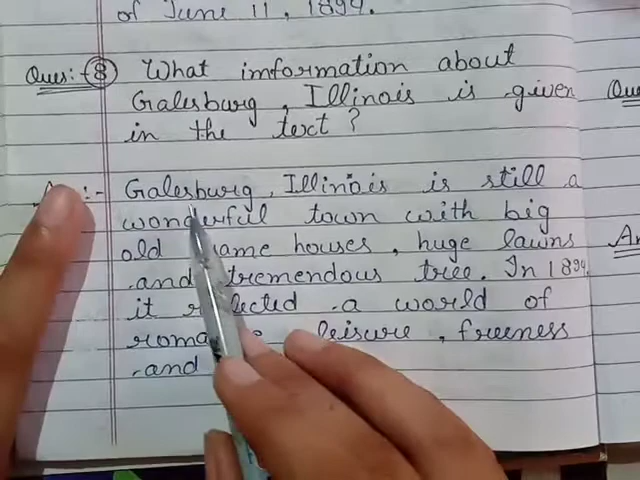 of June 11, 1894.
Ques:- 8 What imformation about
Galesburg, Illinois is given
in the text?
:- Galesburg, Illinois is still a
wonderful town with big
old houses, huge lawns
and tremendous tree. In 1894
it a world of
leisure, freeness
and